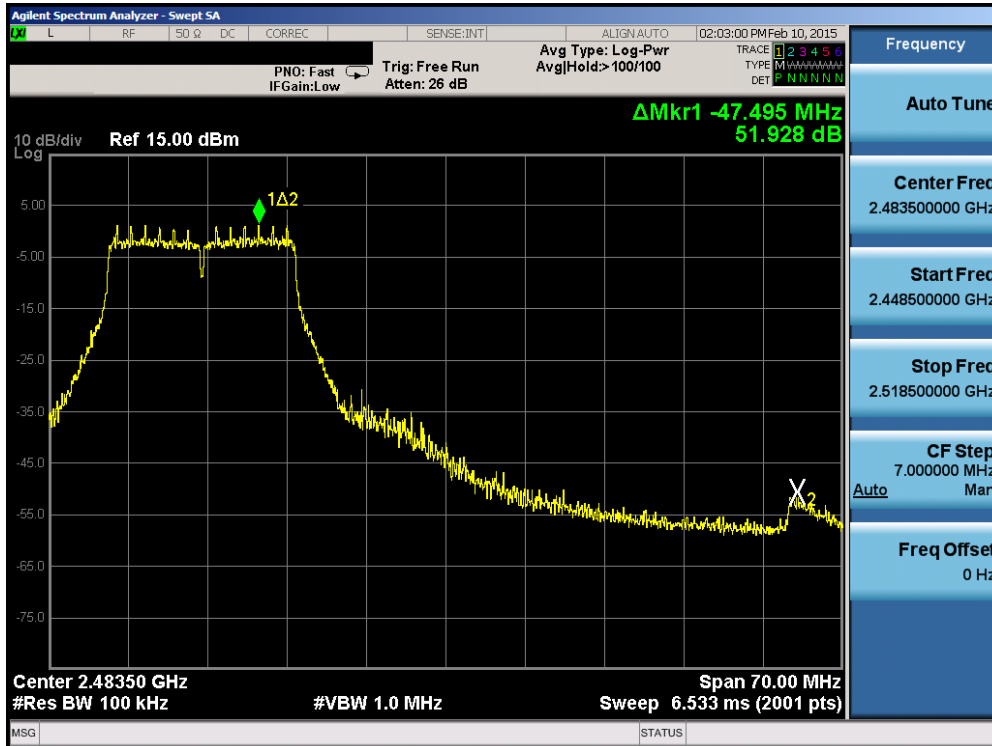 Agilent Spectrum Analyzer - Swept SA
LXI L RF 50 Ω DC CORREC SENSE:INT ALIGN AUTO 02:03:00 PM Feb 10, 2015
PNO: Fast
IFGain:Low
Trig: Free Run
Atten: 26 dB
Avg Type: Log-Pwr
Avg|Hold:>100/100
TRACE 1 2 3 4 5 6
TYPE M WWWWW
DET P N N N N N
ΔMkr1 -47.495 MHz
51.928 dB
10 dB/div Ref 15.00 dBm
Log
1Δ2
5.00
-5.00
-15.0
-25.0
-35.0
-45.0
-55.0
-65.0
-75.0
X2
Center 2.48350 GHz Span 70.00 MHz
#Res BW 100 kHz #VBW 1.0 MHz Sweep 6.533 ms (2001 pts)
MSG STATUS
Frequency
Auto Tune
Center Freq
2.483500000 GHz
Start Freq
2.448500000 GHz
Stop Freq
2.518500000 GHz
CF Step
7.000000 MHz
Auto Man
Freq Offset
0 Hz